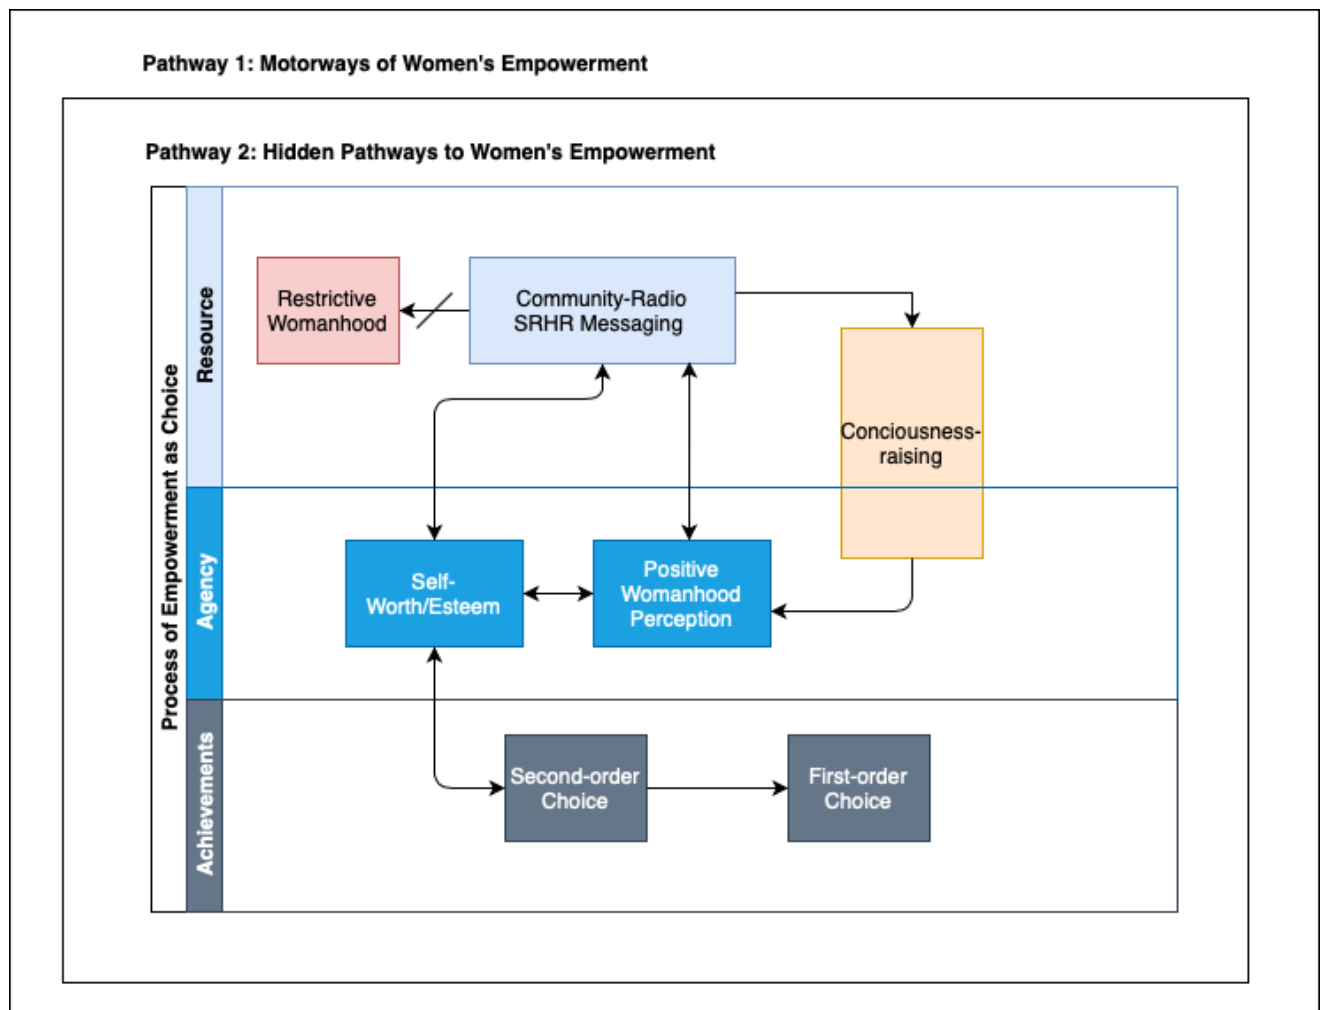 Pathway 1: Motorways of Women's Empowerment
Pathway 2: Hidden Pathways to Women's Empowerment
Process of Empowerment as Choice
Resource
Restrictive
Womanhood
Community-Radio
SRHR Messaging
Conciousness-
raising
Agency
Self-
Worth/Esteem
Positive
Womanhood
Perception
Achievements
Second-order
Choice
First-order
Choice